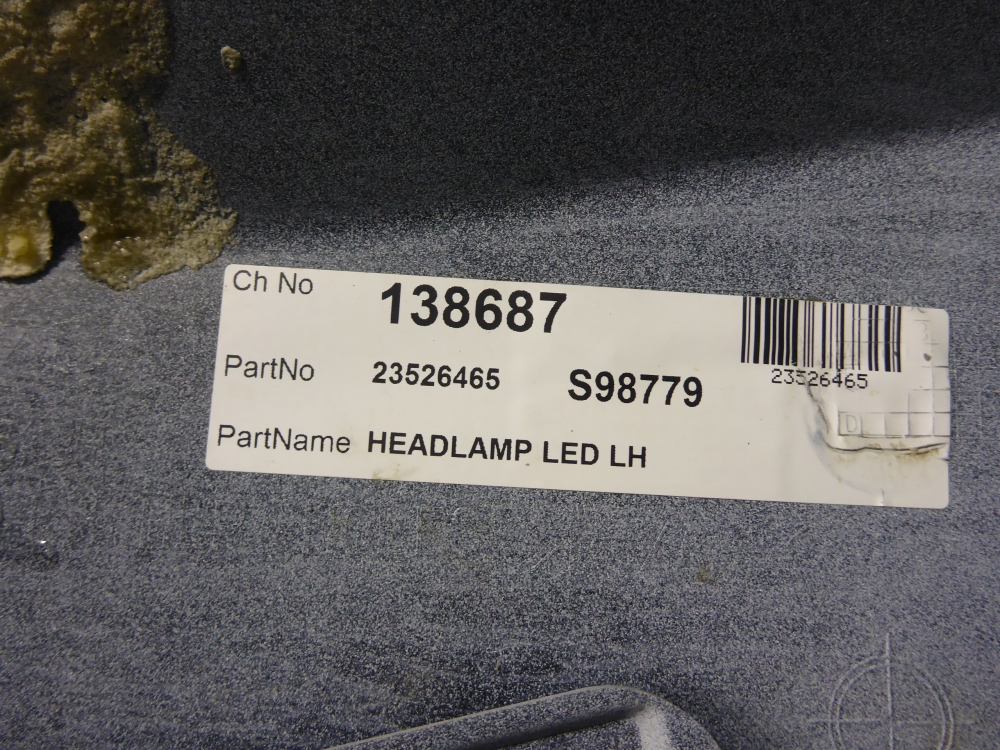 Ch No 138687
23526465
PartNo 23526465 S98779
PartName HEADLAMP LED LH
D